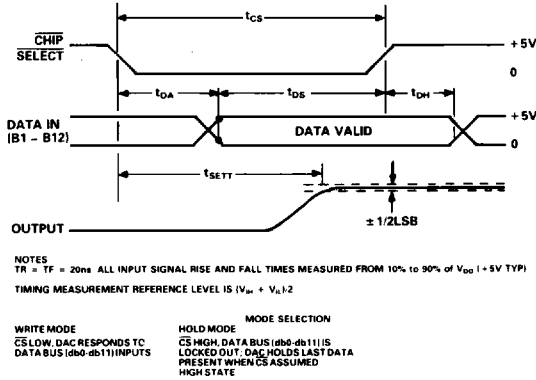 tCS
CHIP
SELECT
+5V
0
tDA
tDS
tDH
DATA IN
(B1 – B12)
DATA VALID
+5V
0
tSETT
OUTPUT
± 1/2LSB
NOTES
TR = TF = 20ns ALL INPUT SIGNAL RISE AND FALL TIMES MEASURED FROM 10% to 90% of VDD (+5V TYP)
TIMING MEASUREMENT REFERENCE LEVEL IS (VIH + VIL)/2
MODE SELECTION
WRITE MODE
CS LOW, DAC RESPONDS TO
DATA BUS (db0-db11) INPUTS
HOLD MODE
CS HIGH, DATA BUS (db0-db11) IS
LOCKED OUT; DAC HOLDS LAST DATA
PRESENT WHEN CS ASSUMED
HIGH STATE